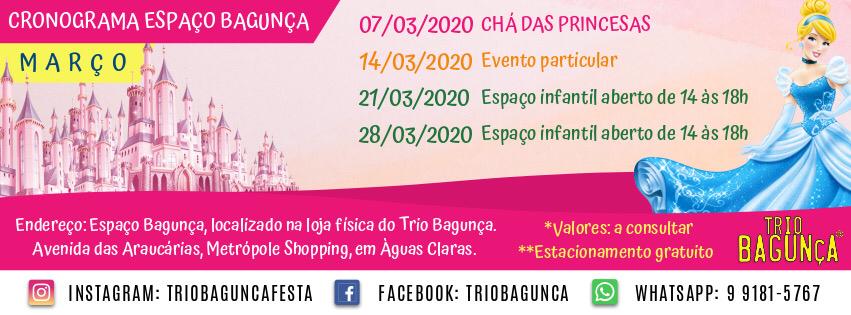 CRONOGRAMA ESPAÇO BAGUNÇA
MARÇO
07/03/2020 CHÁ DAS PRINCESAS
14/03/2020 Evento particular
21/03/2020 Espaço infantil aberto de 14 às 18h
28/03/2020 Espaço infantil aberto de 14 às 18h
Endereço: Espaço Bagunça, localizado na loja física do Trio Bagunça.
Avenida das Araucárias, Metrópole Shopping, em Àguas Claras.
*Valores: a consultar
**Estacionamento gratuito
TRIO
BAGUNÇA
INSTAGRAM: TRIOBAGUNCAFESTA
FACEBOOK: TRIOBAGUNCA
WHATSAPP: 9 9181-5767